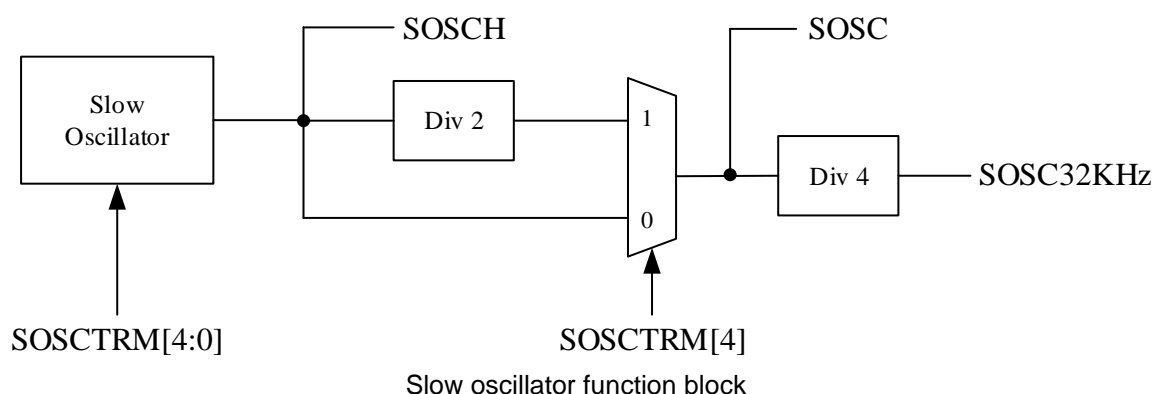 SOSCH
SOSC
Slow
Oscillator
Div 2
1
Div 4
SOSC32KHz
0
SOSCTRM[4:0]
SOSCTRM[4]
Slow oscillator function block